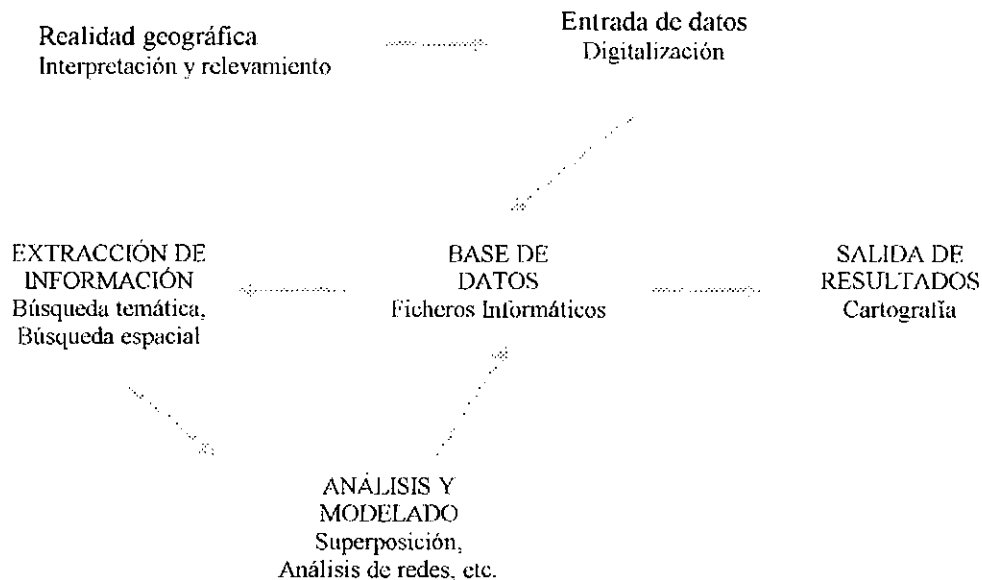 Realidad geográfica
Interpretación y relevamiento
Entrada de datos
Digitalización
EXTRACCIÓN DE
INFORMACIÓN
Búsqueda temática,
Búsqueda espacial
BASE DE
DATOS
Ficheros Informáticos
SALIDA DE
RESULTADOS
Cartografía
ANÁLISIS Y
MODELADO
Superposición,
Análisis de redes, etc.